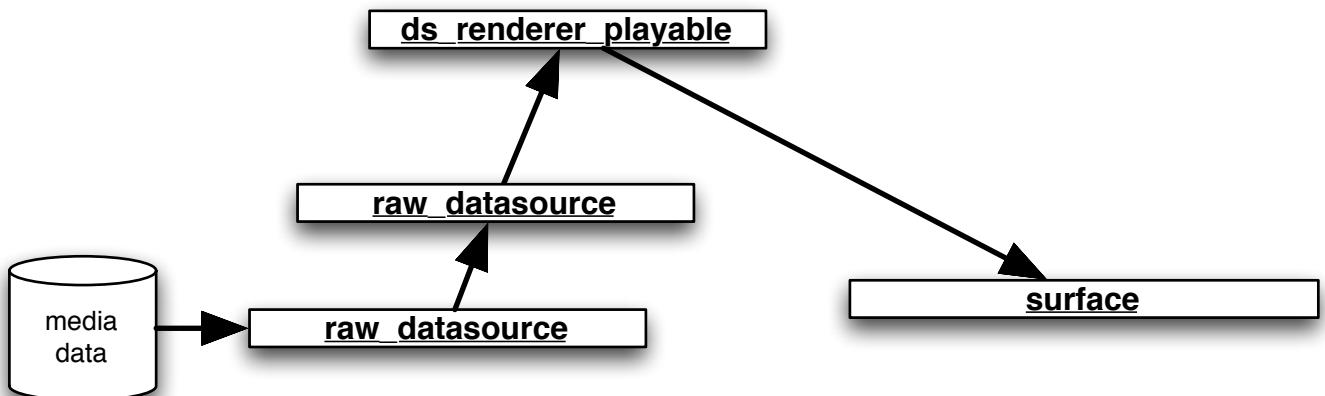 ds_renderer_playable
raw_datasource
surface
raw_datasource
media
data